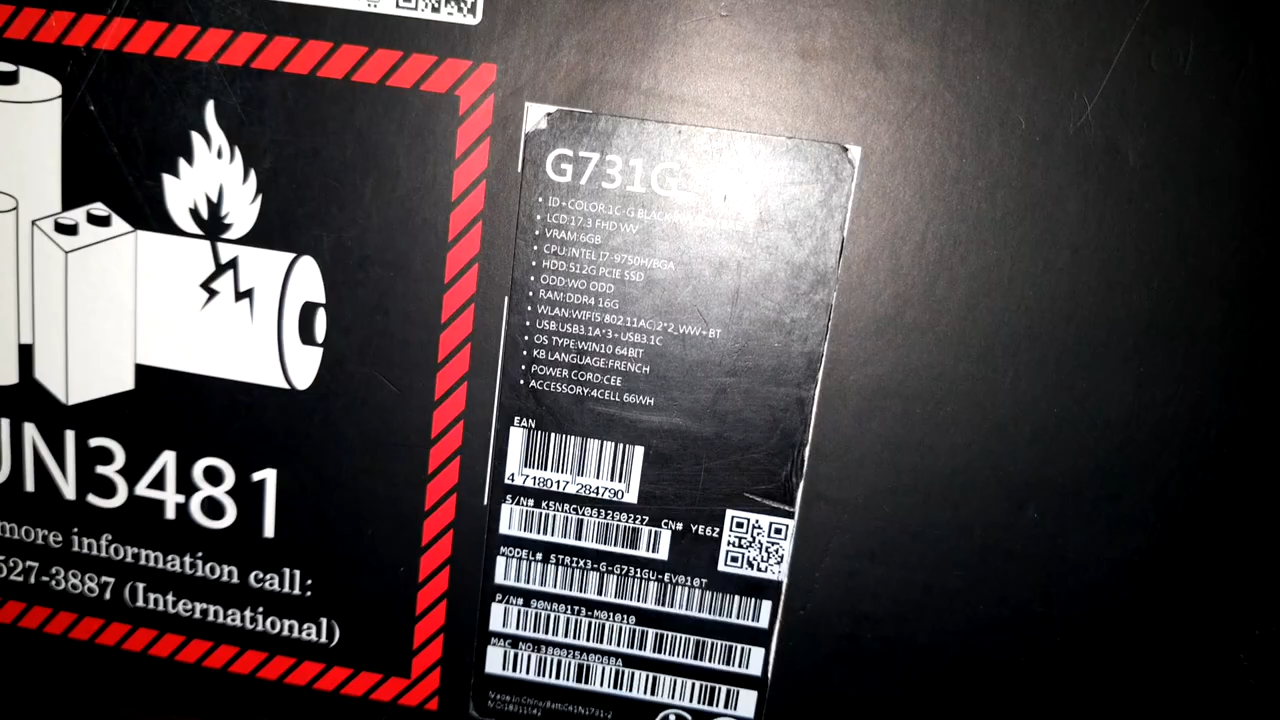 UN3481
more information call:
527-3887 (International)
G731G
• ID+COLOR:1C-G BLACK
• LCD:17.3 FHD WV
• VRAM:6GB
• CPU:INTEL I7-9750H/BGA
• HDD:512G PCIE SSD
• ODD:WO ODD
• RAM:DDR4 16G
• WLAN:WIFI5(802.11AC)2*2_WW+BT
• USB:USB3.1A*3+USB3.1C
• OS TYPE:WIN10 64BIT
• KB LANGUAGE:FRENCH
• POWER CORD:CEE
• ACCESSORY:4CELL 66WH
EAN
4 718017 284790
S/N# K5NRCV063290227 CN# YE6Z
MODEL# STRIX3-G-G731GU-EV010T
P/N# 90NR01T3-M01010
MAC NO:380025A0D6BA
Made in China/Batt:C41N1731-2